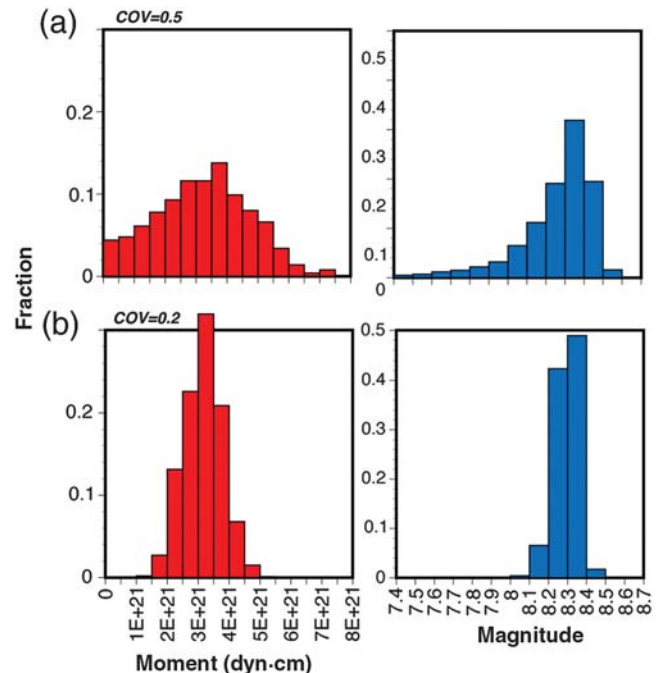 (a)
COV=0.5
0.2
0.1
0
0.5
0.4
0.3
0.2
0.1
0
Fraction
(b)
COV=0.2
0.2
0.1
0
0.5
0.4
0.3
0.2
0.1
0
0
1E+21
2E+21
3E+21
4E+21
5E+21
6E+21
7E+21
8E+21
7.4
7.5
7.6
7.7
7.8
7.9
8
8.1
8.2
8.3
8.4
8.5
8.6
8.7
Moment (dyn·cm)
Magnitude